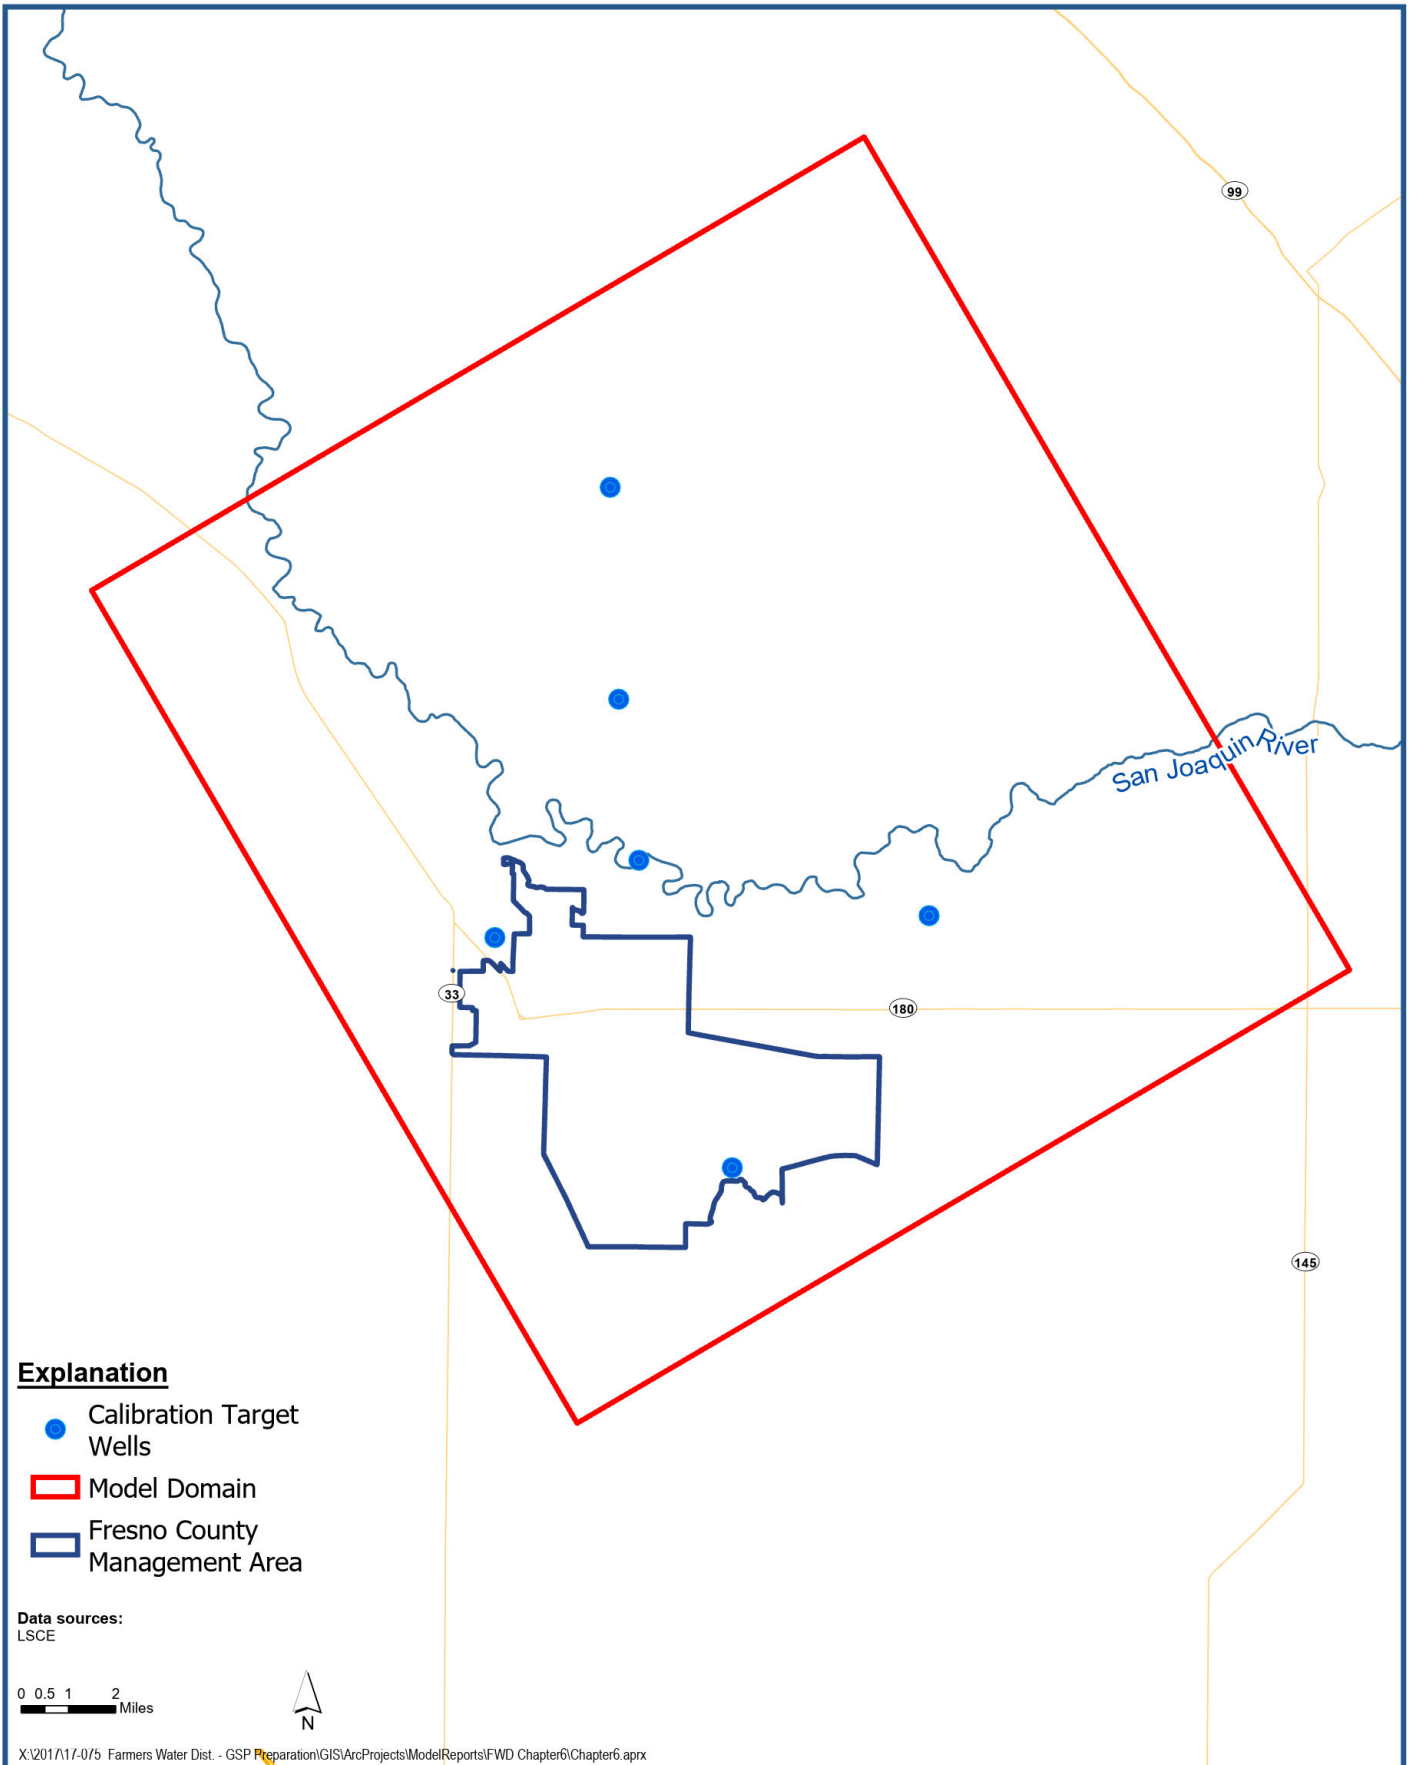 99
San Joaquin River
33
180
145
Explanation
Calibration Target
Wells
Model Domain
Fresno County
Management Area
Data sources:
LSCE
0 0.5 1 2
Miles
N
X:\2017\17-075 Farmers Water Dist. - GSP Preparation\GIS\ArcProjects\ModelReports\FWD Chapter6\Chapter6.aprx